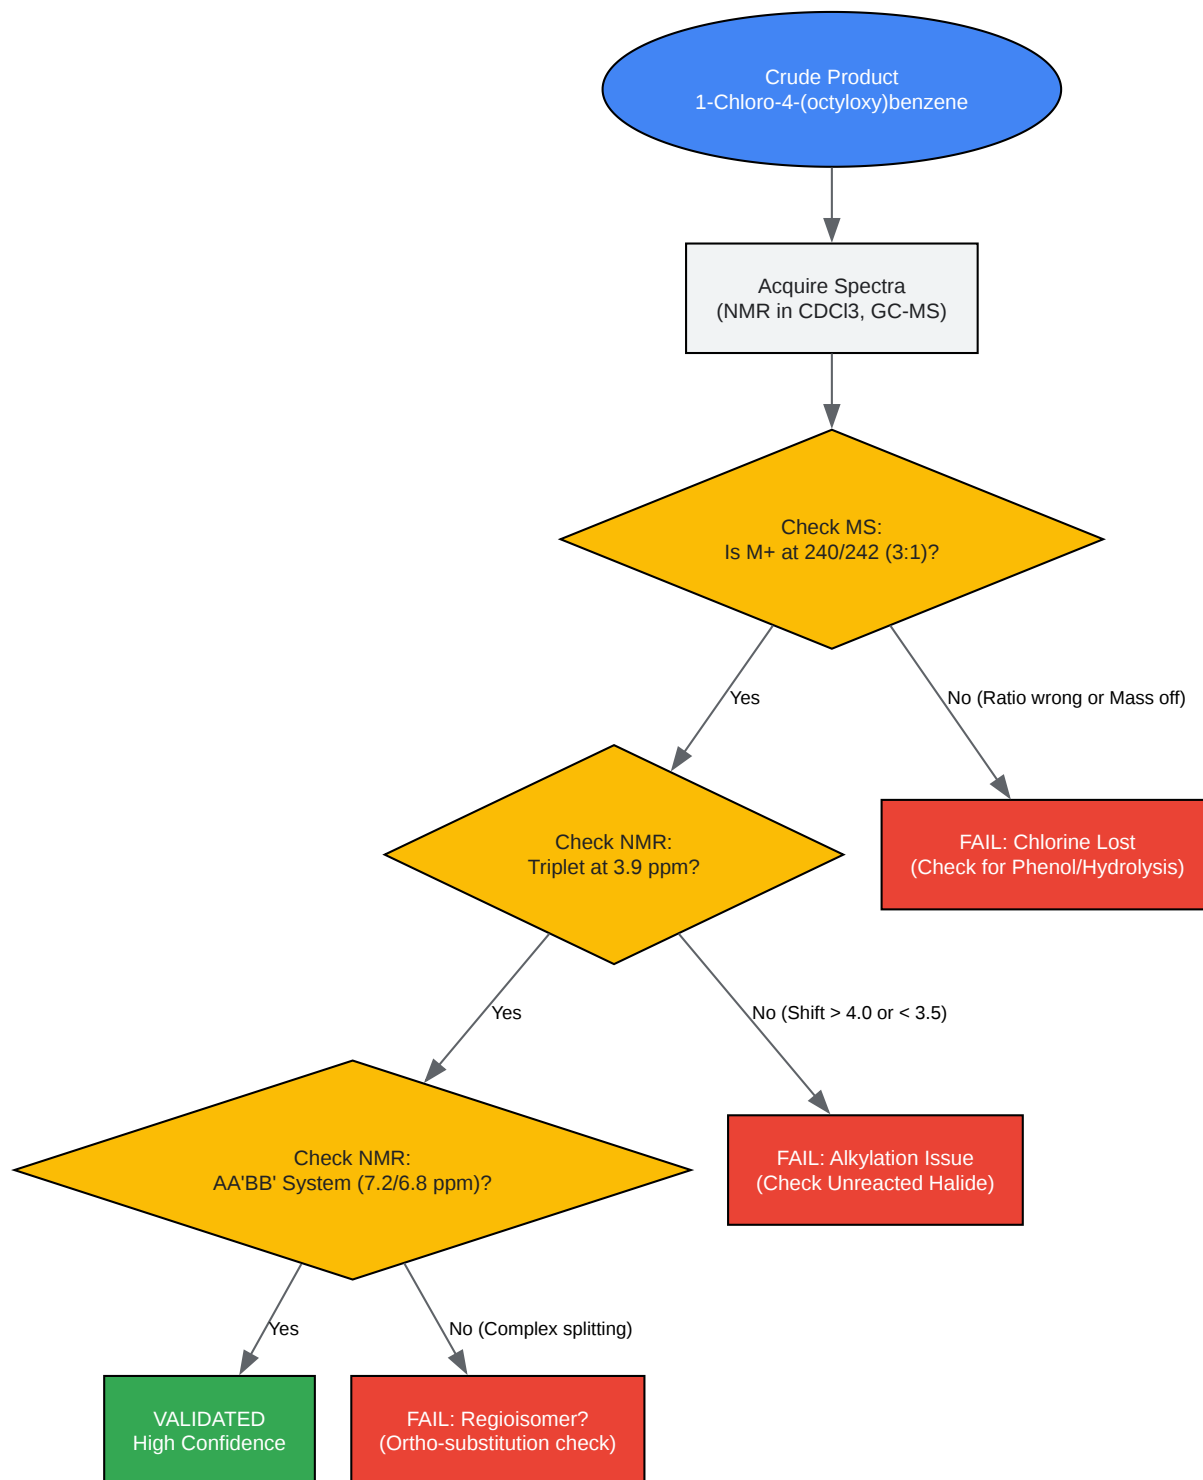 Crude Product
1-Chloro-4-(octyloxy)benzene
Acquire Spectra
(NMR in CDCl3, GC-MS)
Check MS:
Is M+ at 240/242 (3:1)?
Yes
No (Ratio wrong or Mass off)
Check NMR:
Triplet at 3.9 ppm?
FAIL: Chlorine Lost
(Check for Phenol/Hydrolysis)
Yes
No (Shift > 4.0 or < 3.5)
Check NMR:
AA'BB' System (7.2/6.8 ppm)?
FAIL: Alkylation Issue
(Check Unreacted Halide)
Yes
No (Complex splitting)
VALIDATED
High Confidence
FAIL: Regioisomer?
(Ortho-substitution check)